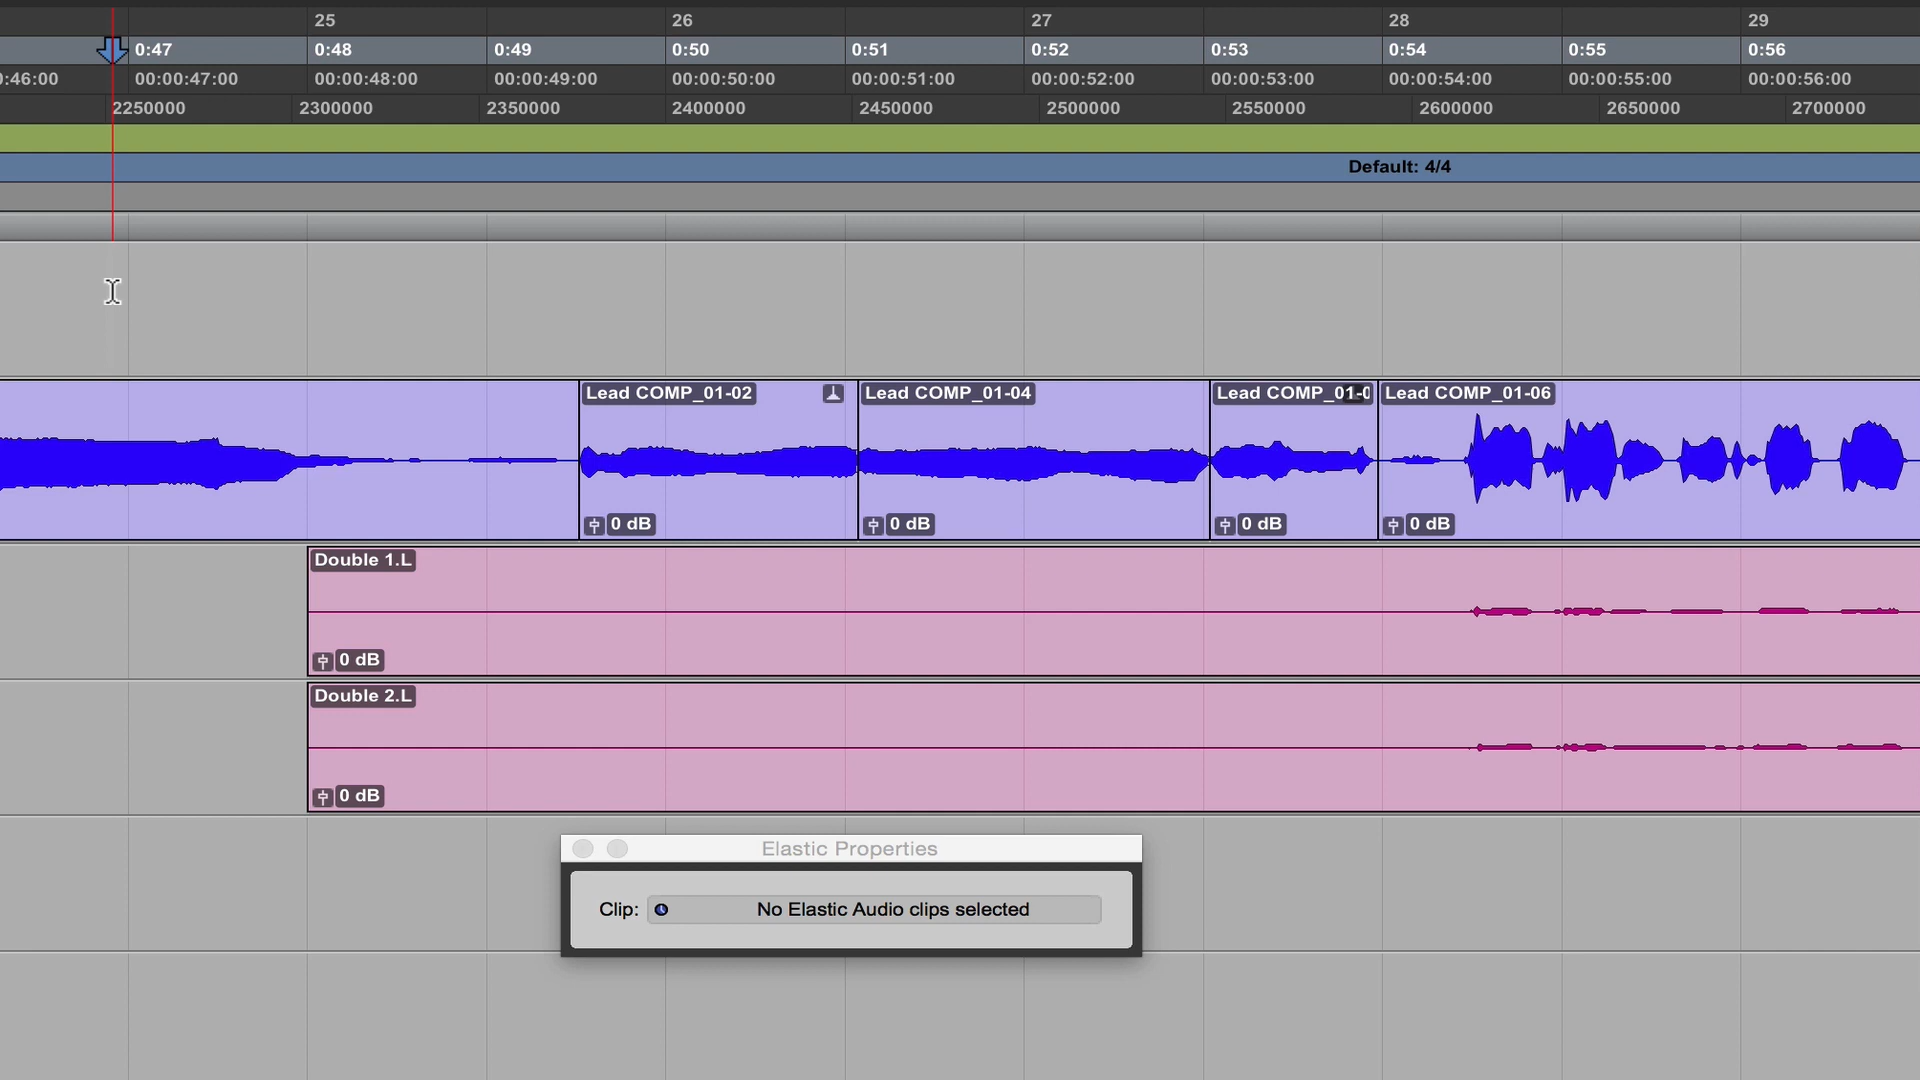 25 26 27 28 29
0:47 0:48 0:49 0:50 0:51 0:52 0:53 0:54 0:55 0:56
:46:00 00:00:47:00 00:00:48:00 00:00:49:00 00:00:50:00 00:00:51:00 00:00:52:00 00:00:53:00 00:00:54:00 00:00:55:00 00:00:56:00
2250000 2300000 2350000 2400000 2450000 2500000 2550000 2600000 2650000 2700000
Default: 4/4
Lead COMP_01-02 Lead COMP_01-04 Lead COMP_01-0 Lead COMP_01-06
0 dB 0 dB 0 dB 0 dB
Double 1.L
0 dB
Double 2.L
0 dB
Elastic Properties
Clip: No Elastic Audio clips selected